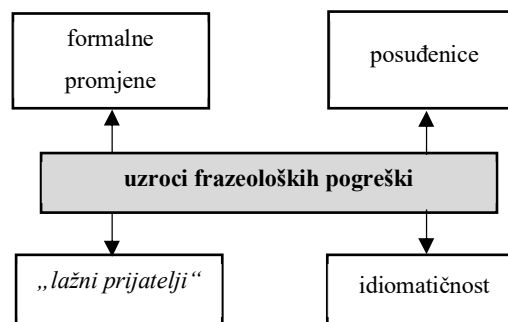 formalne
promjene
posuđenice
uzroci frazeoloških pogreški
„lažni prijatelji“
idiomatičnost